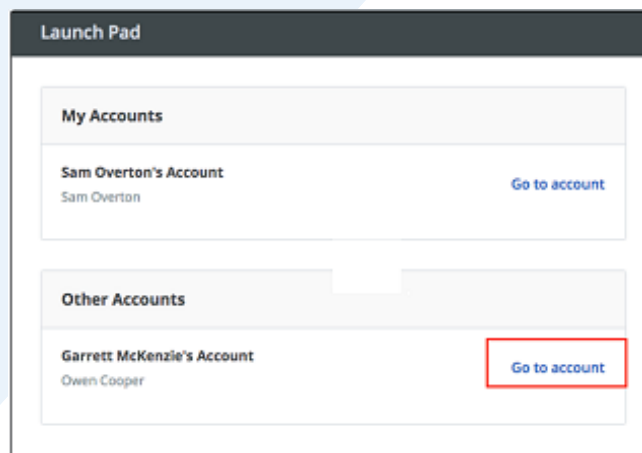 Launch Pad
My Accounts
Sam Overton's Account
Go to account
Sam Overton
Other Accounts
Garrett McKenzie's Account
Go to account
Owen Cooper